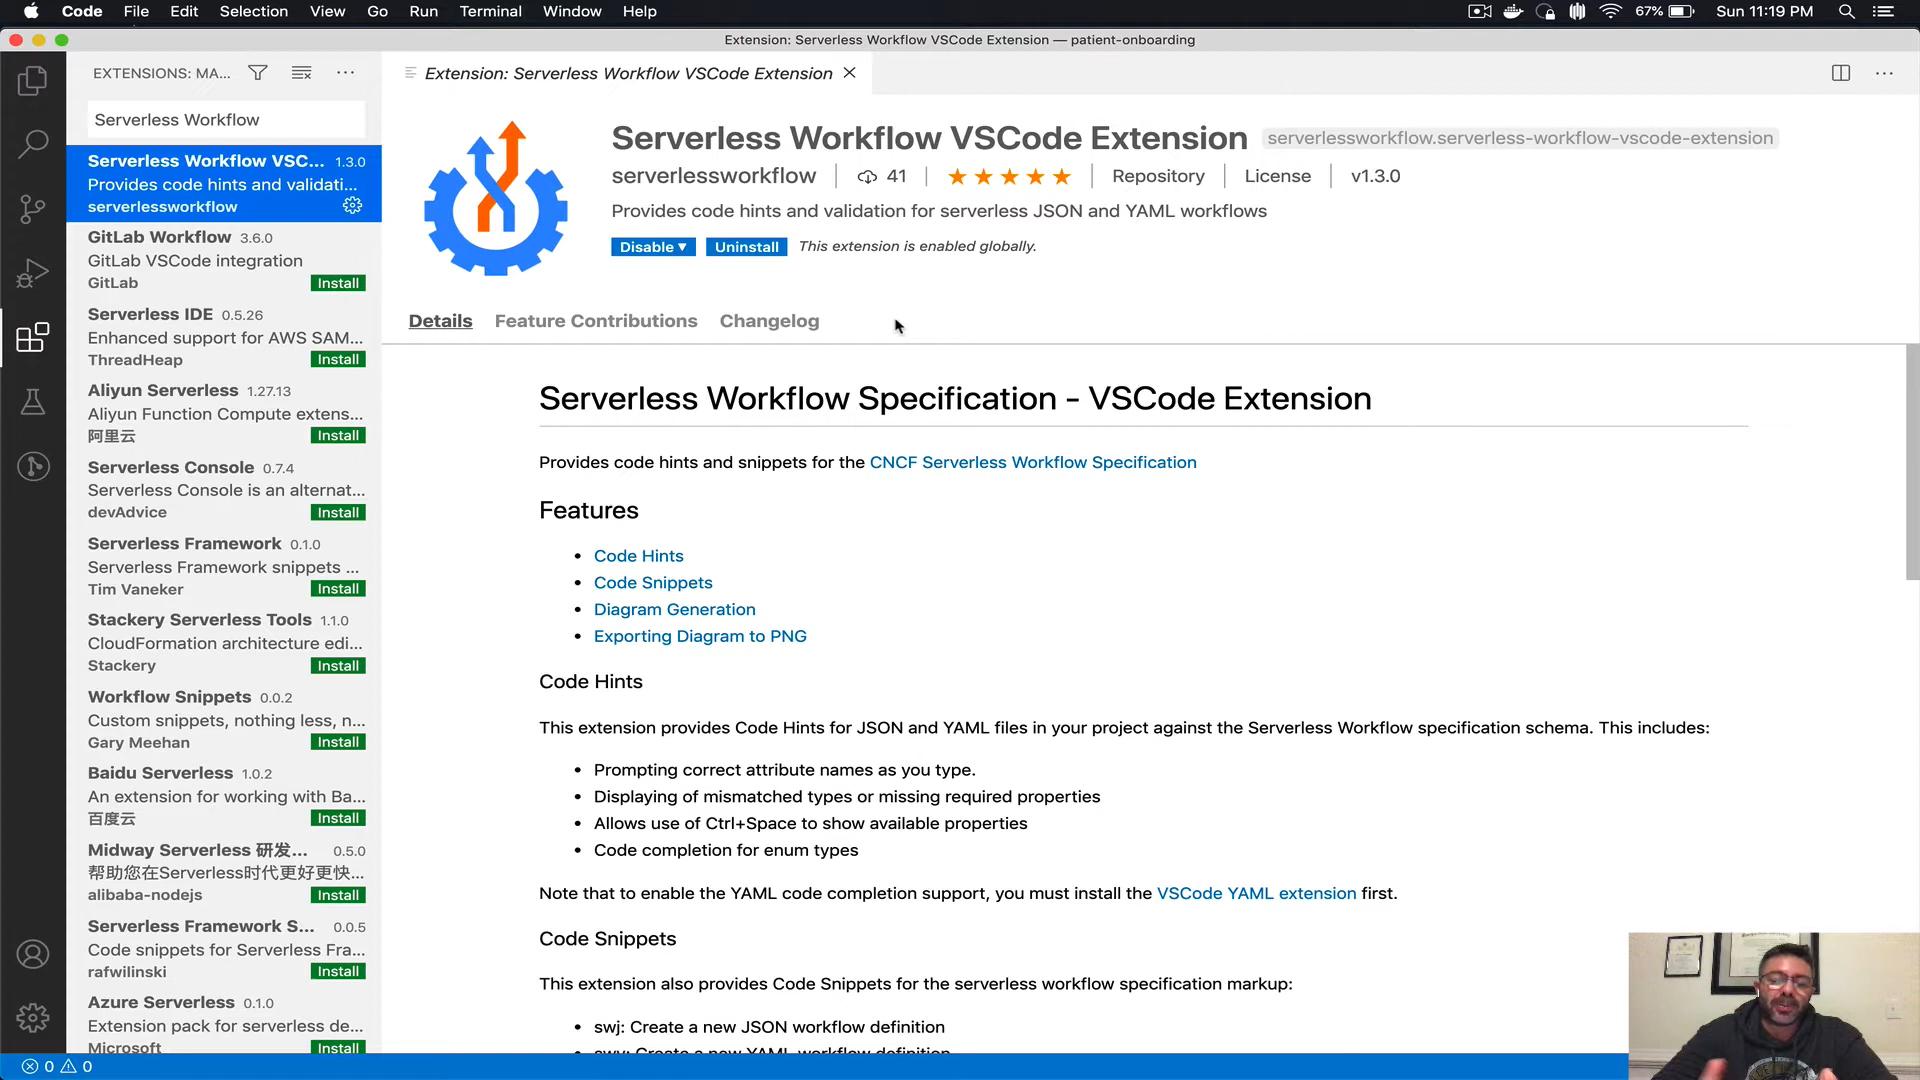 Code File Edit Selection View Go Run Terminal Window Help 67% Sun 11:19 PM
Extension: Serverless Workflow VSCode Extension — patient-onboarding
EXTENSIONS: MA...
Serverless Workflow
Serverless Workflow VSC... 1.3.0
Provides code hints and validati...
serverlessworkflow
GitLab Workflow 3.6.0
GitLab VSCode integration
GitLab Install
Serverless IDE 0.5.26
Enhanced support for AWS SAM...
ThreadHeap Install
Aliyun Serverless 1.27.13
Aliyun Function Compute extens...
阿里云 Install
Serverless Console 0.7.4
Serverless Console is an alternat...
devAdvice Install
Serverless Framework 0.1.0
Serverless Framework snippets ...
Tim Vaneker Install
Stackery Serverless Tools 1.1.0
CloudFormation architecture edi...
Stackery Install
Workflow Snippets 0.0.2
Custom snippets, nothing less, n...
Gary Meehan Install
Baidu Serverless 1.0.2
An extension for working with Ba...
百度云 Install
Midway Serverless 研发... 0.5.0
帮助您在Serverless时代更好更快...
alibaba-nodejs Install
Serverless Framework S... 0.0.5
Code snippets for Serverless Fra...
rafwilinski Install
Azure Serverless 0.1.0
Extension pack for serverless de...
Microsoft Install
Extension: Serverless Workflow VSCode Extension
Serverless Workflow VSCode Extension serverlessworkflow.serverless-workflow-vscode-extension
serverlessworkflow 41 Repository License v1.3.0
Provides code hints and validation for serverless JSON and YAML workflows
Disable Uninstall This extension is enabled globally.
Details Feature Contributions Changelog
Serverless Workflow Specification - VSCode Extension
Provides code hints and snippets for the CNCF Serverless Workflow Specification
Features
• Code Hints
• Code Snippets
• Diagram Generation
• Exporting Diagram to PNG
Code Hints
This extension provides Code Hints for JSON and YAML files in your project against the Serverless Workflow specification schema. This includes:
• Prompting correct attribute names as you type.
• Displaying of mismatched types or missing required properties
• Allows use of Ctrl+Space to show available properties
• Code completion for enum types
Note that to enable the YAML code completion support, you must install the VSCode YAML extension first.
Code Snippets
This extension also provides Code Snippets for the serverless workflow specification markup:
• swj: Create a new JSON workflow definition
• swy: Create a new YAML workflow definition
0 0